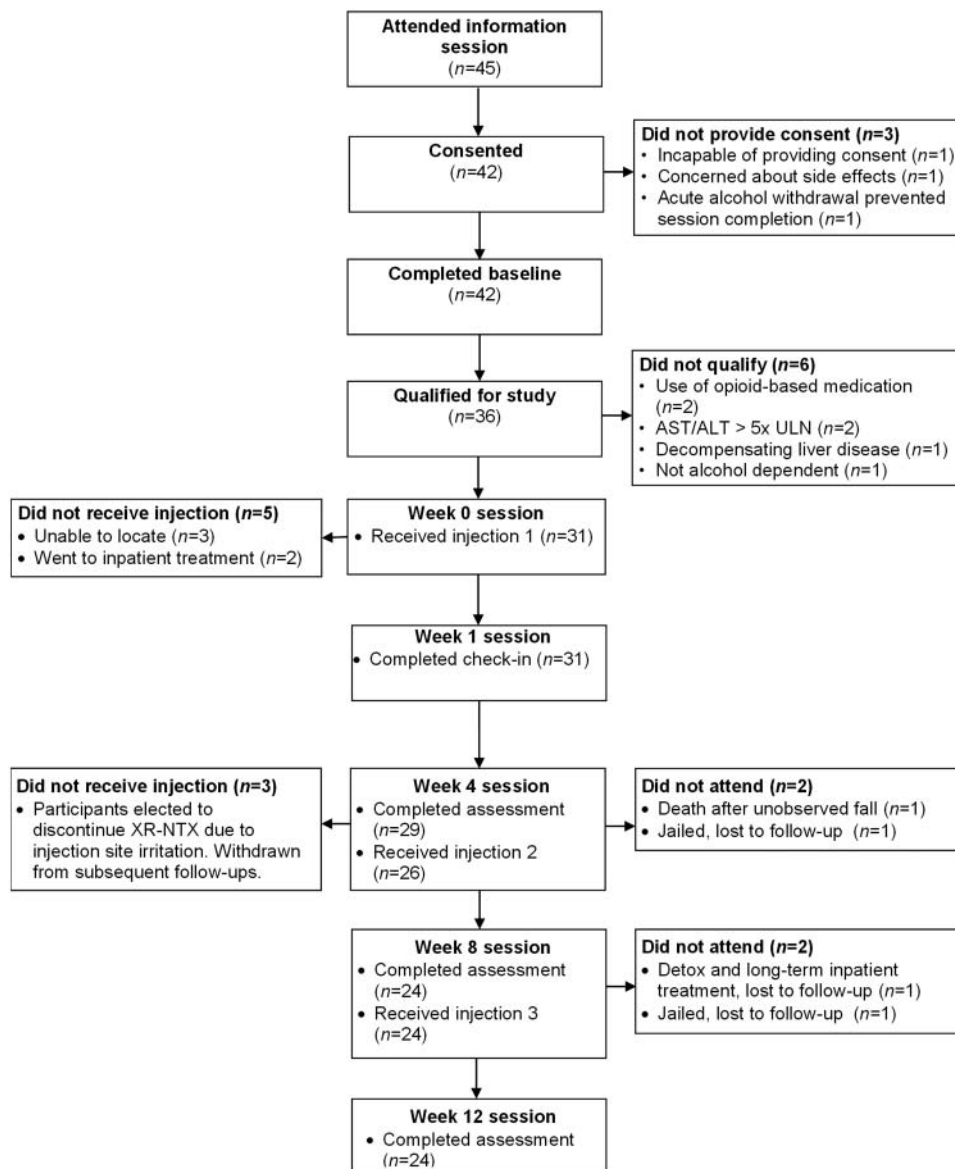 Attended information
session
(n=45)
Consented
(n=42)
Did not provide consent (n=3)
• Incapable of providing consent (n=1)
• Concerned about side effects (n=1)
• Acute alcohol withdrawal prevented
session completion (n=1)
Completed baseline
(n=42)
Qualified for study
(n=36)
Did not qualify (n=6)
• Use of opioid-based medication
(n=2)
• AST/ALT > 5x ULN (n=2)
• Decompensating liver disease (n=1)
• Not alcohol dependent (n=1)
Did not receive injection (n=5)
• Unable to locate (n=3)
• Went to inpatient treatment (n=2)
Week 0 session
• Received injection 1 (n=31)
Week 1 session
• Completed check-in (n=31)
Did not receive injection (n=3)
• Participants elected to
discontinue XR-NTX due to
injection site irritation. Withdrawn
from subsequent follow-ups.
Week 4 session
• Completed assessment
(n=29)
• Received injection 2
(n=26)
Did not attend (n=2)
• Death after unobserved fall (n=1)
• Jailed, lost to follow-up (n=1)
Week 8 session
• Completed assessment
(n=24)
• Received injection 3
(n=24)
Did not attend (n=2)
• Detox and long-term inpatient
treatment, lost to follow-up (n=1)
• Jailed, lost to follow-up (n=1)
Week 12 session
• Completed assessment
(n=24)